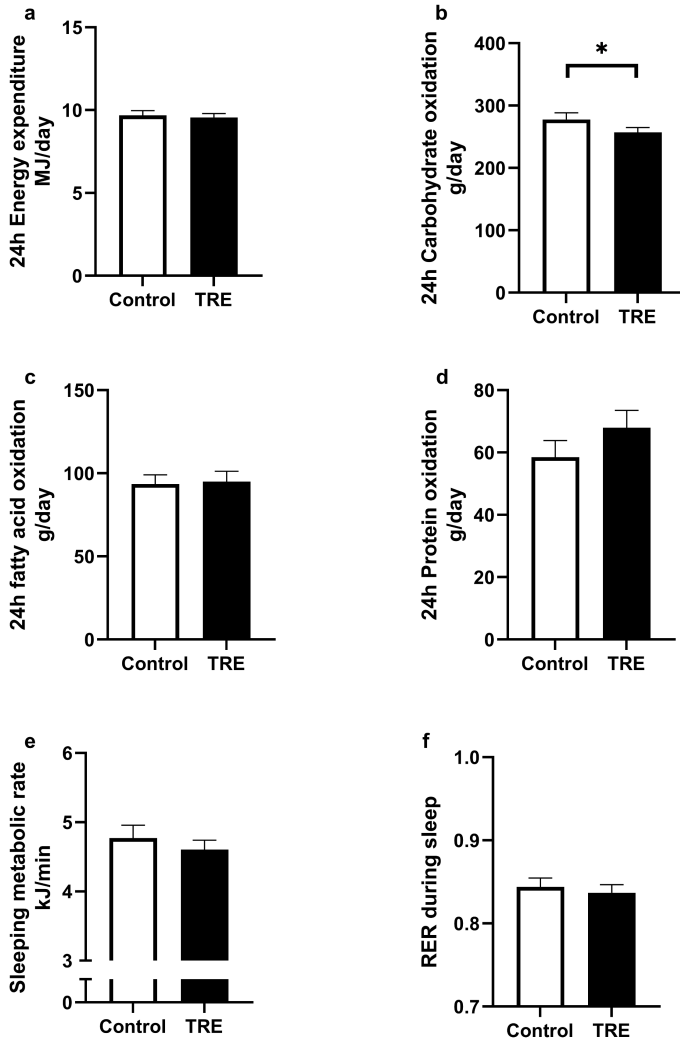 a
24h Energy expenditure
MJ/day
15
10
5
0
Control TRE
b
24h Carbohydrate oxidation
g/day
400
300
200
100
0
*
Control TRE
c
24h fatty acid oxidation
g/day
150
100
50
0
Control TRE
d
24h Protein oxidation
g/day
80
60
40
20
0
Control TRE
e
Sleeping metabolic rate
kJ/min
6
5
4
3
0
Control TRE
f
RER during sleep
1.0
0.9
0.8
0.7
Control TRE